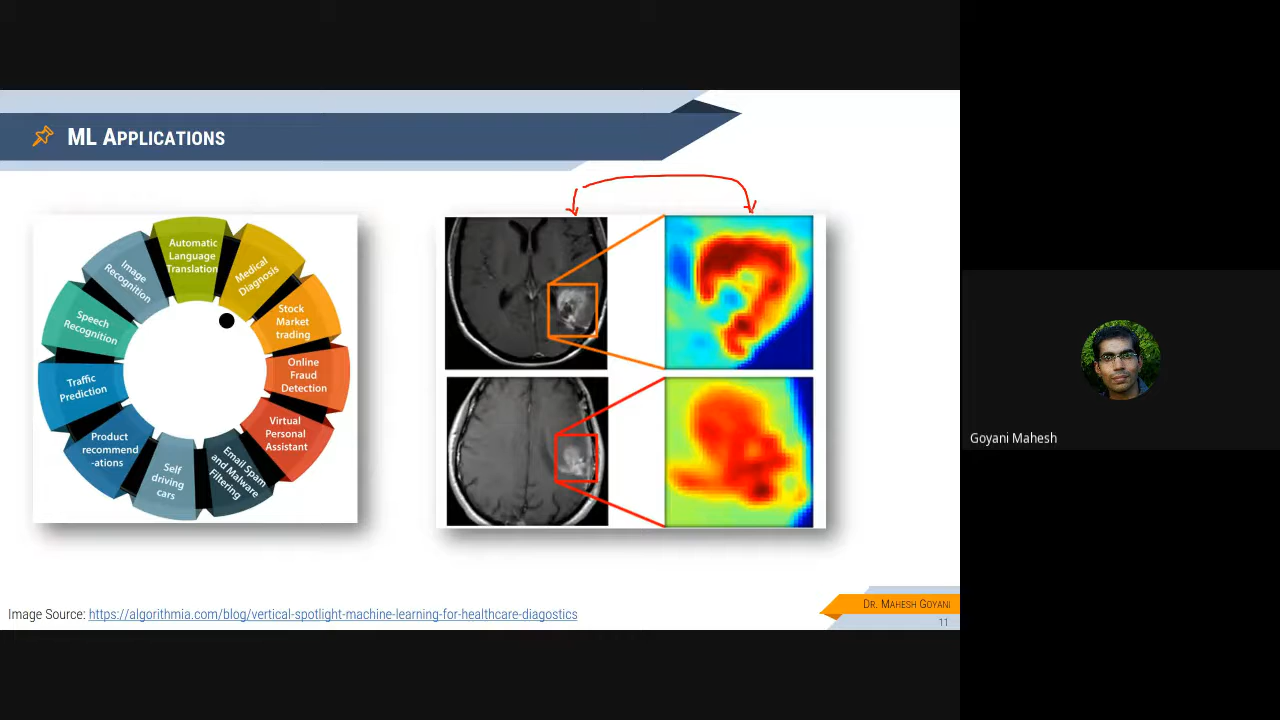 ML APPLICATIONS
Automatic
Language
Translation
Medical
Diagnosis
Stock
Market
trading
Online
Fraud
Detection
Virtual
Personal
Assistant
Email Spam
and Malware
Filtering
Self
driving
cars
Product
recommend
-ations
Traffic
Prediction
Speech
Recognition
Image
Recognition
Goyani Mahesh
Image Source: https://algorithmia.com/blog/vertical-spotlight-machine-learning-for-healthcare-diagostics
DR. MAHESH GOYANI
11